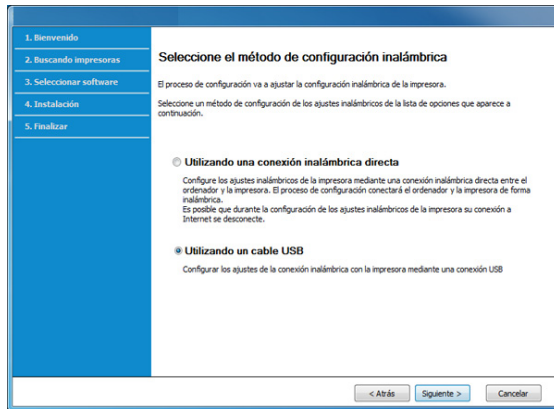 1. Bienvenido
2. Buscando impresoras
3. Seleccionar software
4. Instalación
5. Finalizar
Seleccione el método de configuración inalámbrica
El proceso de configuración va a ajustar la configuración inalámbrica de la impresora.
Seleccione un método de configuración de los ajustes inalámbricos de la lista de opciones que aparece a
continuación.
Utilizando una conexión inalámbrica directa
Configure los ajustes inalámbricos de la impresora mediante una conexión inalámbrica directa entre el
ordenador y la impresora. El proceso de configuración conectará el ordenador y la impresora de forma
inalámbrica.
Es posible que durante la configuración de los ajustes inalámbricos de la impresora su conexión a
Internet se desconecte.
Utilizando un cable USB
Configurar los ajustes de la conexión inalámbrica con la impresora mediante una conexión USB
< Atrás
Siguiente >
Cancelar